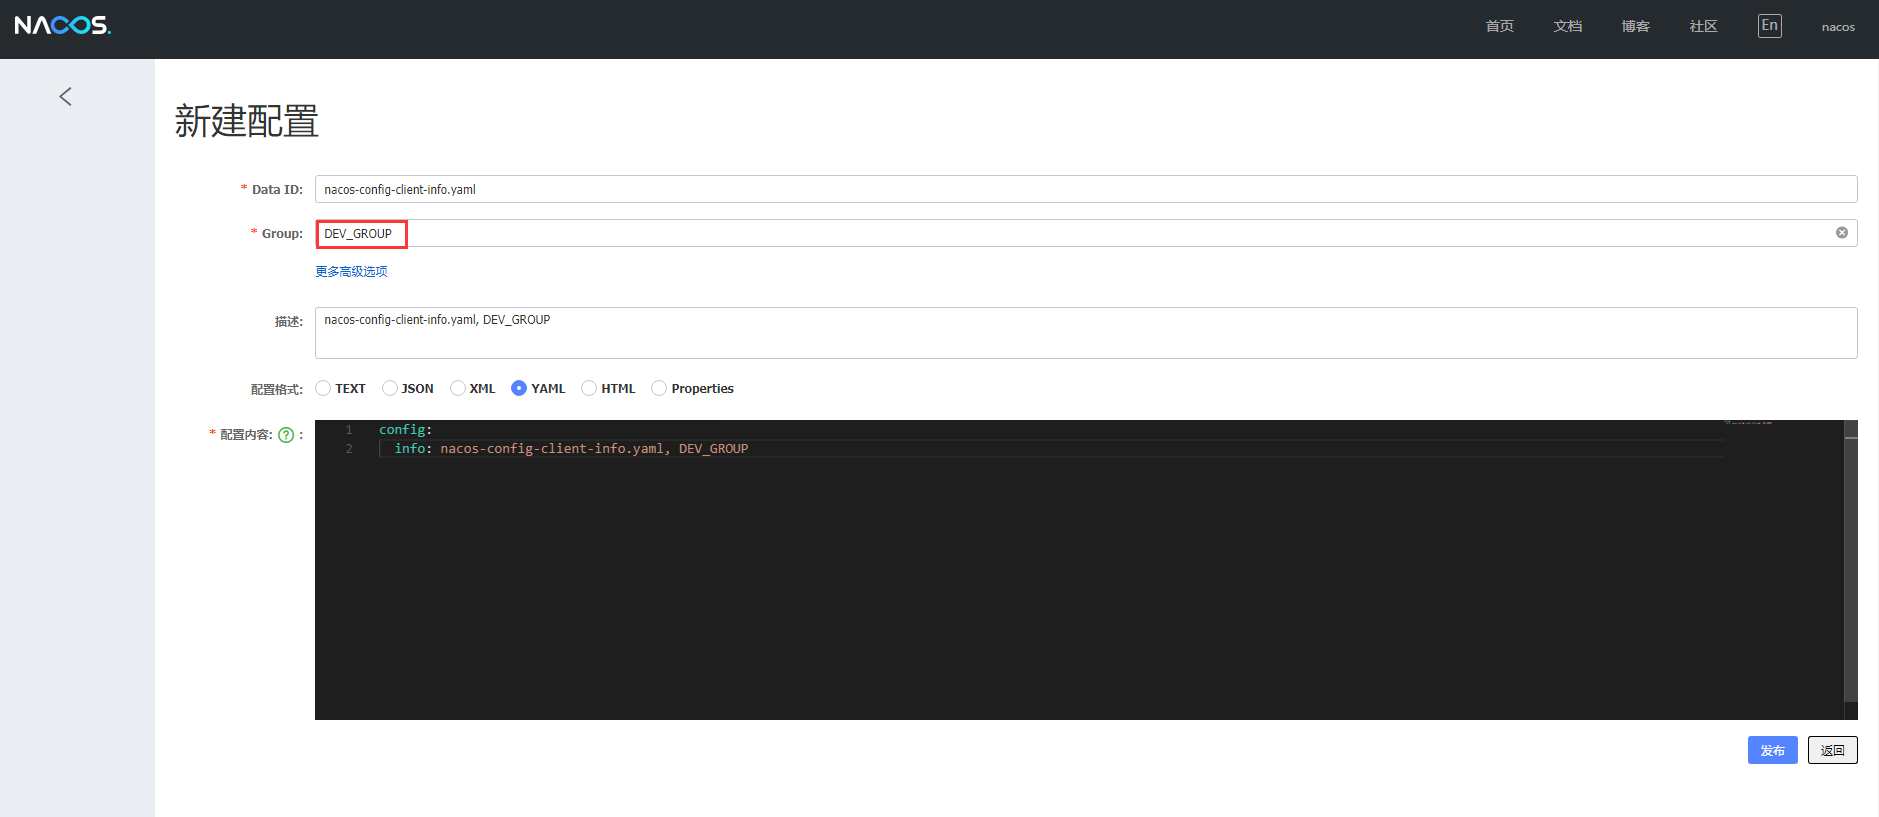 NACOS.
首页 文档 博客 社区 En nacos
新建配置
* Data ID: nacos-config-client-info.yaml
* Group: DEV_GROUP
更多高级选项
描述: nacos-config-client-info.yaml, DEV_GROUP
配置格式: TEXT JSON XML YAML HTML Properties
* 配置内容: ? :
1 config:
2 info: nacos-config-client-info.yaml, DEV_GROUP
发布 返回